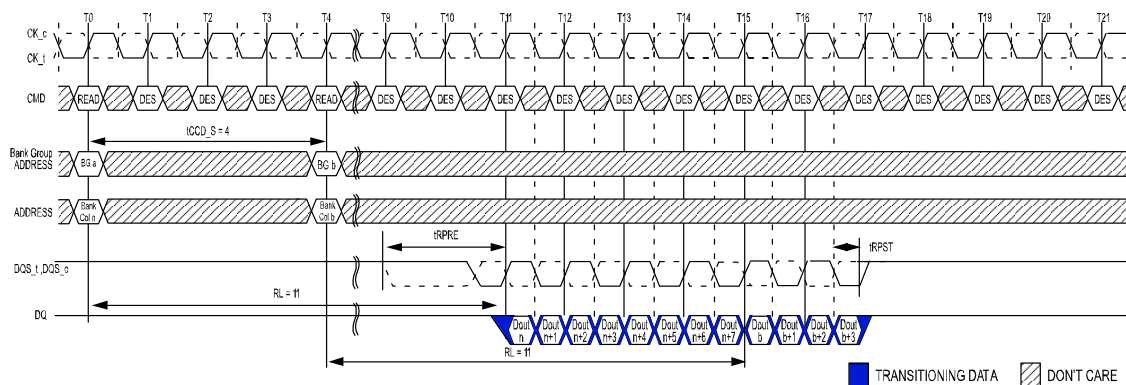 T0 T1 T2 T3 T4 T9 T10 T11 T12 T13 T14 T15 T16 T17 T18 T19 T20 T21
CK_c
CK_t
CMD READ DES DES DES READ DES DES DES DES DES DES DES DES DES DES DES DES DES
tCCD_S = 4
Bank Group
ADDRESS BG a BG b
ADDRESS Bank Col n Bank Col b
tRPRE tRPST
DQS_t ,DQS_c
RL = 11
DQ Dout n Dout n+1 Dout n+2 Dout n+3 Dout n+4 Dout n+5 Dout n+6 Dout n+7 Dout b Dout b+1 Dout b+2 Dout b+3
RL = 11
TRANSITIONING DATA DON'T CARE